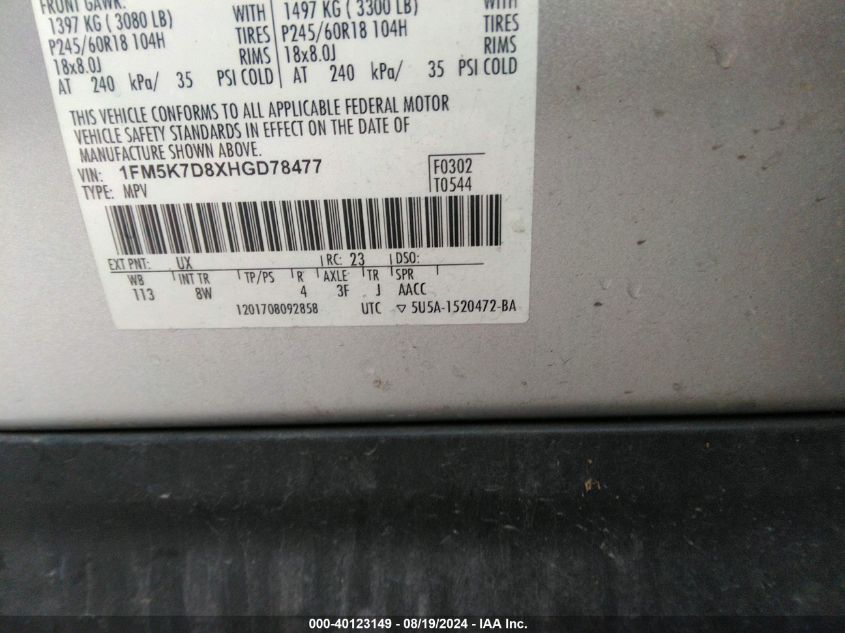 FRONT GAWR:
1397 KG ( 3080 LB) WITH 1497 KG ( 3300 LB) WITH
P245/60R18 104H TIRES P245/60R18 104H TIRES
18x8.0J RIMS 18x8.0J RIMS
AT 240 kPa/ 35 PSI COLD AT 240 kPa/ 35 PSI COLD
THIS VEHICLE CONFORMS TO ALL APPLICABLE FEDERAL MOTOR
VEHICLE SAFETY STANDARDS IN EFFECT ON THE DATE OF
MANUFACTURE SHOWN ABOVE.
VIN: 1FM5K7D8XHGD78477 F0302
TYPE: MPV T0544
EXT PNT: UX RC: 23 DSO:
WB INT TR TP/PS R AXLE TR SPR
113 8W 4 3F J AACC
1201708092858 UTC ▽ 5U5A-1520472-BA
000-40123149 - 08/19/2024 - IAA Inc.